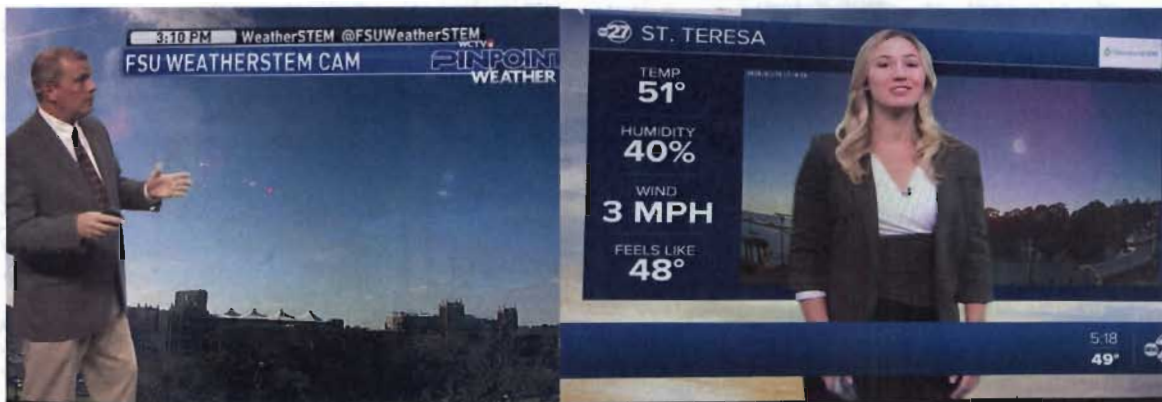 3:10 PM WeatherSTEM @FSUWeatherSTEM
WCTV
FSU WEATHERSTEM CAM
PINPOINT
WEATHER
abc 27 ST. TERESA
TEMP
51°
HUMIDITY
40%
WIND
3 MPH
FEELS LIKE
48°
5:18
49°